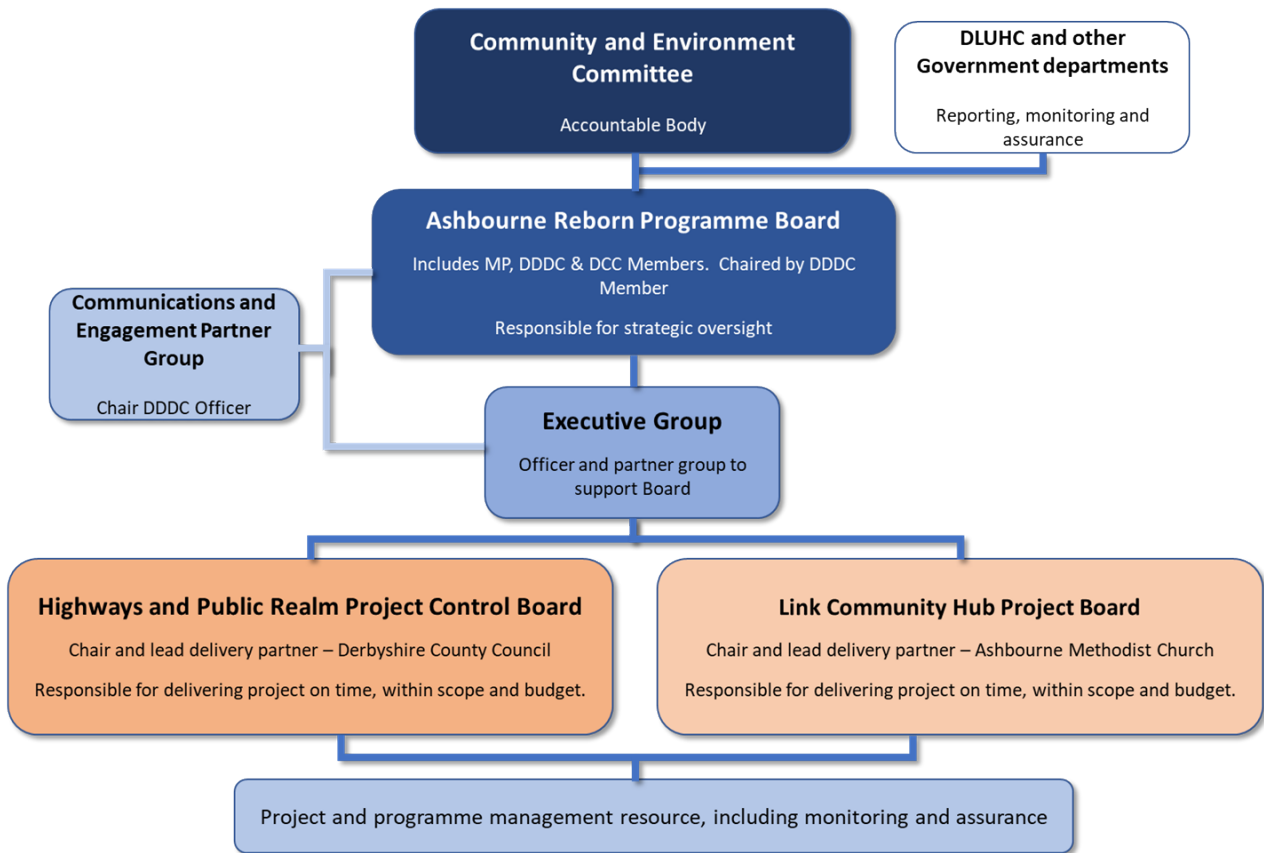 Community and Environment
Committee
Accountable Body
DLUHC and other
Government departments
Reporting, monitoring and
assurance
Ashbourne Reborn Programme Board
Includes MP, DDDC & DCC Members.  Chaired by DDDC
Member
Responsible for strategic oversight
Communications and
Engagement Partner
Group
Chair DDDC Officer
Executive Group
Officer and partner group to
support Board
Highways and Public Realm Project Control Board
Chair and lead delivery partner – Derbyshire County Council
Responsible for delivering project on time, within scope and budget.
Link Community Hub Project Board
Chair and lead delivery partner – Ashbourne Methodist Church
Responsible for delivering project on time, within scope and budget.
Project and programme management resource, including monitoring and assurance